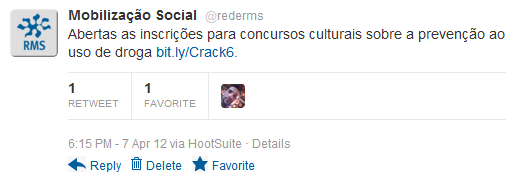 Mobilização Social @rederms
Abertas as inscrições para concursos culturais sobre a prevenção ao
uso de droga bit.ly/Crack6.
RMS
1 1
RETWEET FAVORITE
6:15 PM - 7 Apr 12 via HootSuite · Details
Reply Delete Favorite